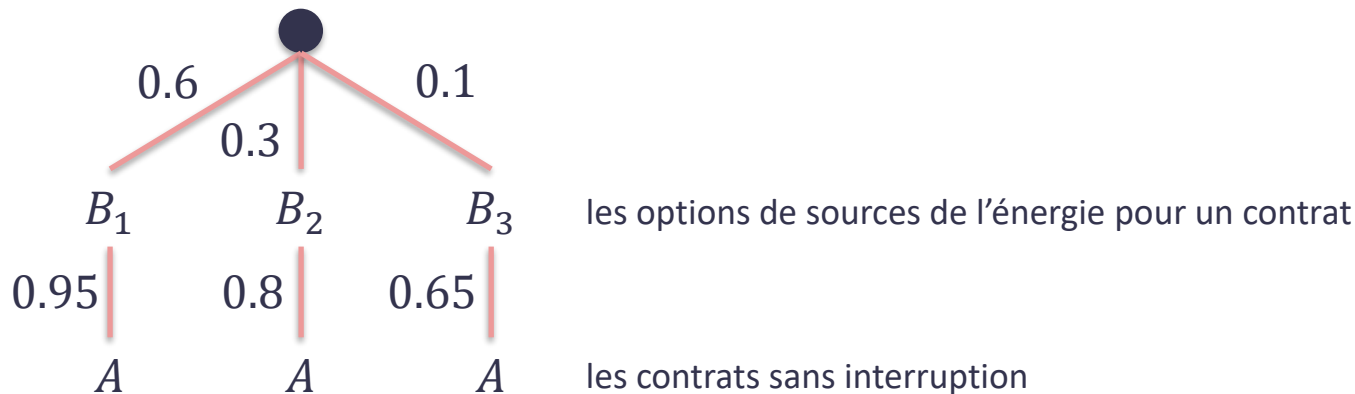 0.6
0.1
0.3
B₁ B₂ B₃ les options de sources de l’énergie pour un contrat
0.95 0.8 0.65
A A A les contrats sans interruption